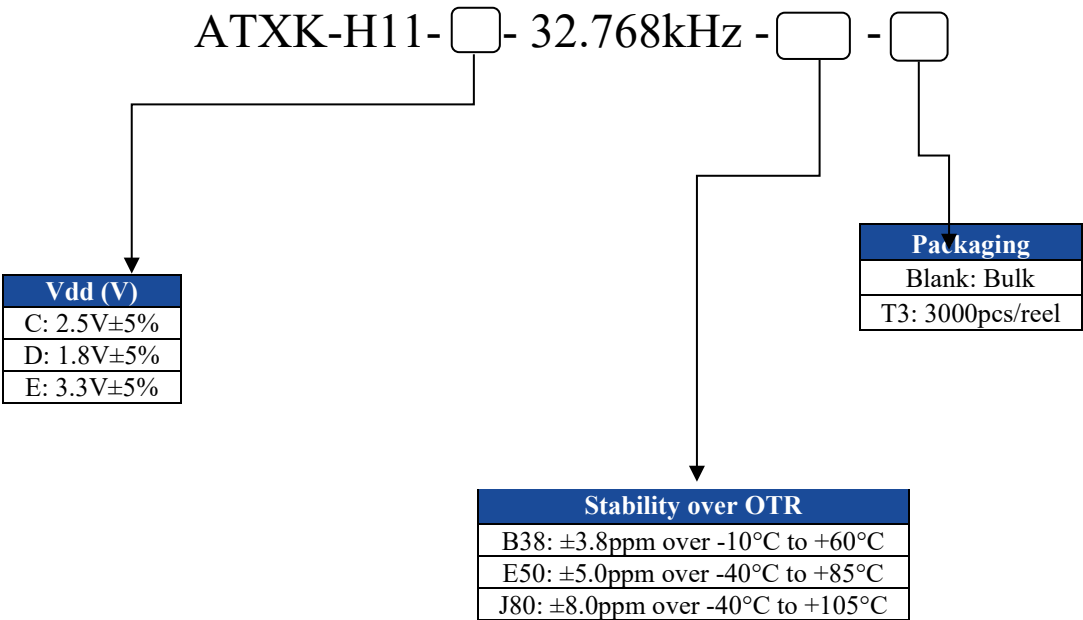 ATXK-H11- - 32.768kHz - -
Packaging
Blank: Bulk
T3: 3000pcs/reel
Vdd (V)
C: 2.5V±5%
D: 1.8V±5%
E: 3.3V±5%
Stability over OTR
B38: ±3.8ppm over -10°C to +60°C
E50: ±5.0ppm over -40°C to +85°C
J80: ±8.0ppm over -40°C to +105°C